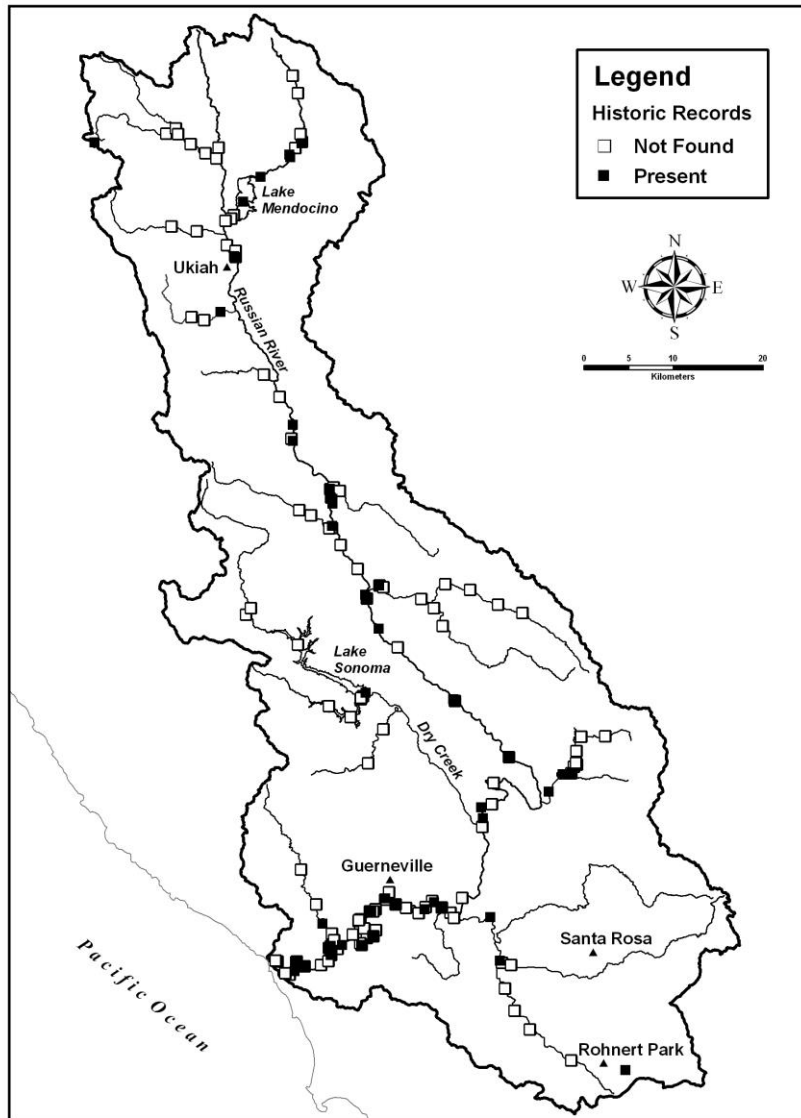 Legend
Historic Records
Not Found
Present
Lake
Mendocino
Ukiah
N
W E
S
Russian River
0 5 10 20
Kilometers
Lake
Sonoma
Dry Creek
Guerneville
Santa Rosa
Pacific Ocean
Rohnert Park